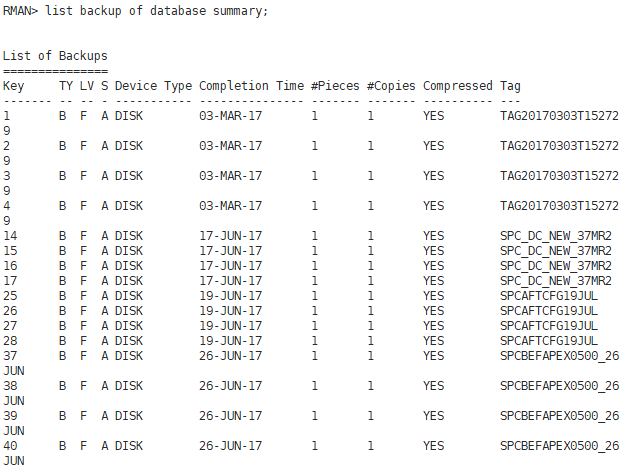 RMAN> list backup of database summary;
List of Backups
===============
Key     TY LV S Device Type Completion Time #Pieces #Copies Compressed Tag
------- -- -- - ----------- --------------- ------- ------- ---------- ---
1       B  F  A DISK        03-MAR-17       1       1       YES        TAG20170303T15272
9
2       B  F  A DISK        03-MAR-17       1       1       YES        TAG20170303T15272
9
3       B  F  A DISK        03-MAR-17       1       1       YES        TAG20170303T15272
9
4       B  F  A DISK        03-MAR-17       1       1       YES        TAG20170303T15272
9
14      B  F  A DISK        17-JUN-17       1       1       YES        SPC_DC_NEW_37MR2
15      B  F  A DISK        17-JUN-17       1       1       YES        SPC_DC_NEW_37MR2
16      B  F  A DISK        17-JUN-17       1       1       YES        SPC_DC_NEW_37MR2
17      B  F  A DISK        17-JUN-17       1       1       YES        SPC_DC_NEW_37MR2
25      B  F  A DISK        19-JUN-17       1       1       YES        SPCAFTCFG19JUL
26      B  F  A DISK        19-JUN-17       1       1       YES        SPCAFTCFG19JUL
27      B  F  A DISK        19-JUN-17       1       1       YES        SPCAFTCFG19JUL
28      B  F  A DISK        19-JUN-17       1       1       YES        SPCAFTCFG19JUL
37      B  F  A DISK        26-JUN-17       1       1       YES        SPCBEFAPEX0500_26
JUN
38      B  F  A DISK        26-JUN-17       1       1       YES        SPCBEFAPEX0500_26
JUN
39      B  F  A DISK        26-JUN-17       1       1       YES        SPCBEFAPEX0500_26
JUN
40      B  F  A DISK        26-JUN-17       1       1       YES        SPCBEFAPEX0500_26
JUN